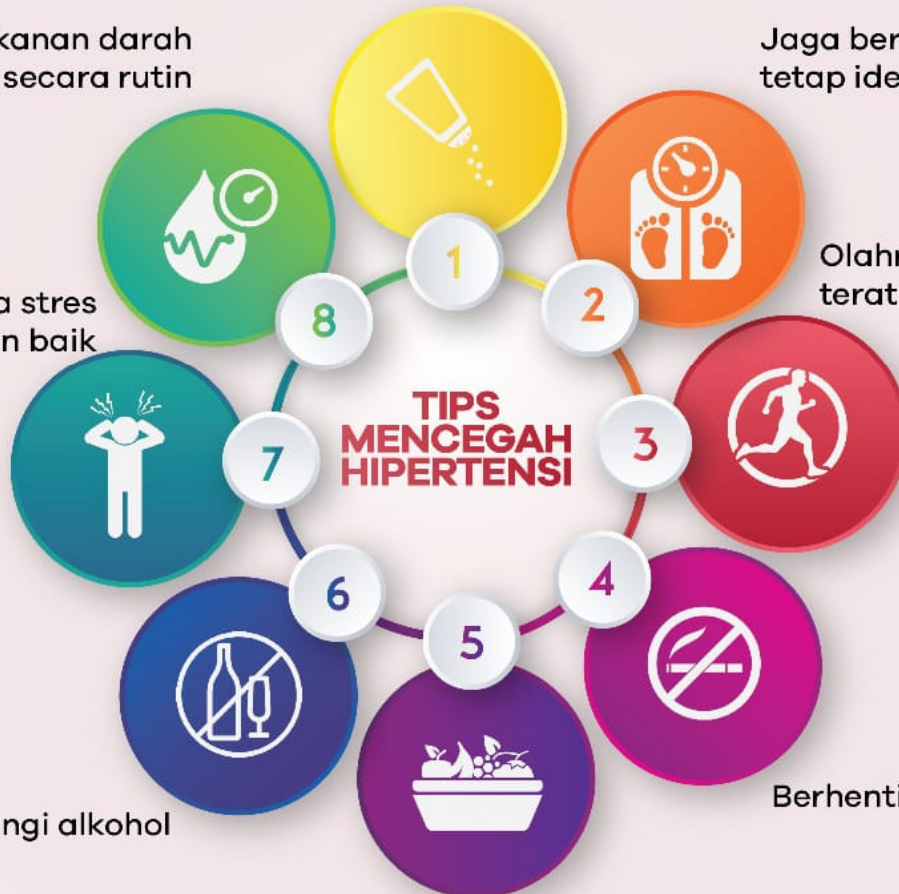 kanan darah
secara rutin
Jaga ber
tetap ide
Olahr
terat
a stres
n baik
1
2
3
4
5
6
7
8
TIPS
MENCEGAH
HIPERTENSI
ngi alkohol
Berhenti